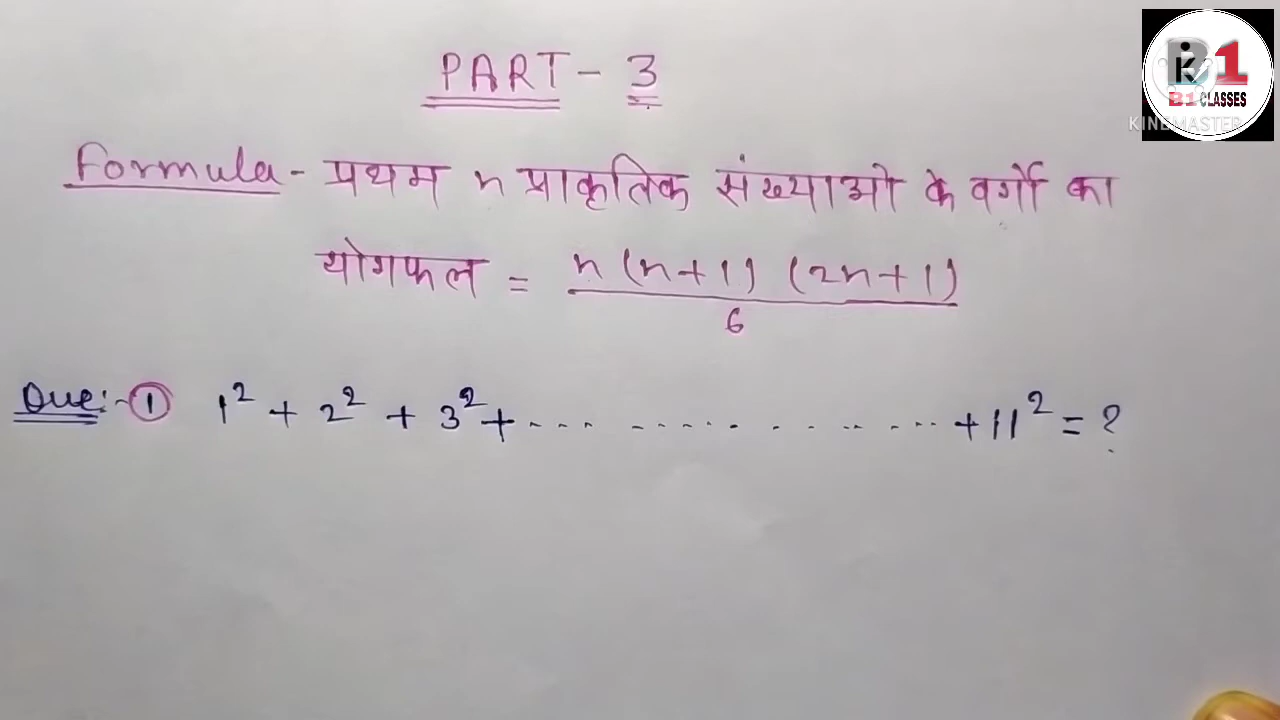 PART - 3
Formula - प्रथम n प्राकृतिक संख्याओ के वर्गो का
योगफल = n(n+1) (2n+1)
6
Que:- ① 1² + 2² + 3² + ... ............... + 11² = ?
B1
K
B1 CLASSES
KINEMASTER